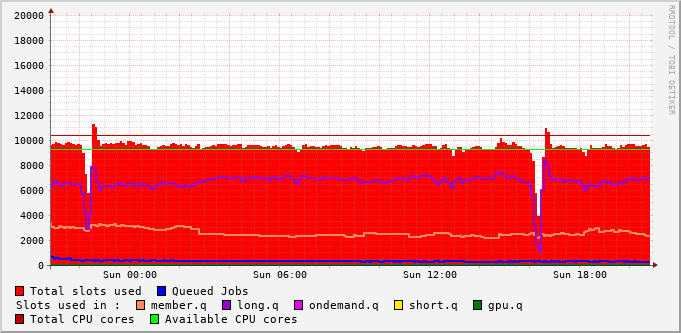 20000
18000
16000
14000
12000
10000
8000
6000
4000
2000
0
Sun 00:00 Sun 06:00 Sun 12:00 Sun 18:00
RRDTOOL / TOBI OETIKER
Total slots used Queued Jobs
Slots used in : member.q long.q ondemand.q short.q gpu.q
Total CPU cores Available CPU cores